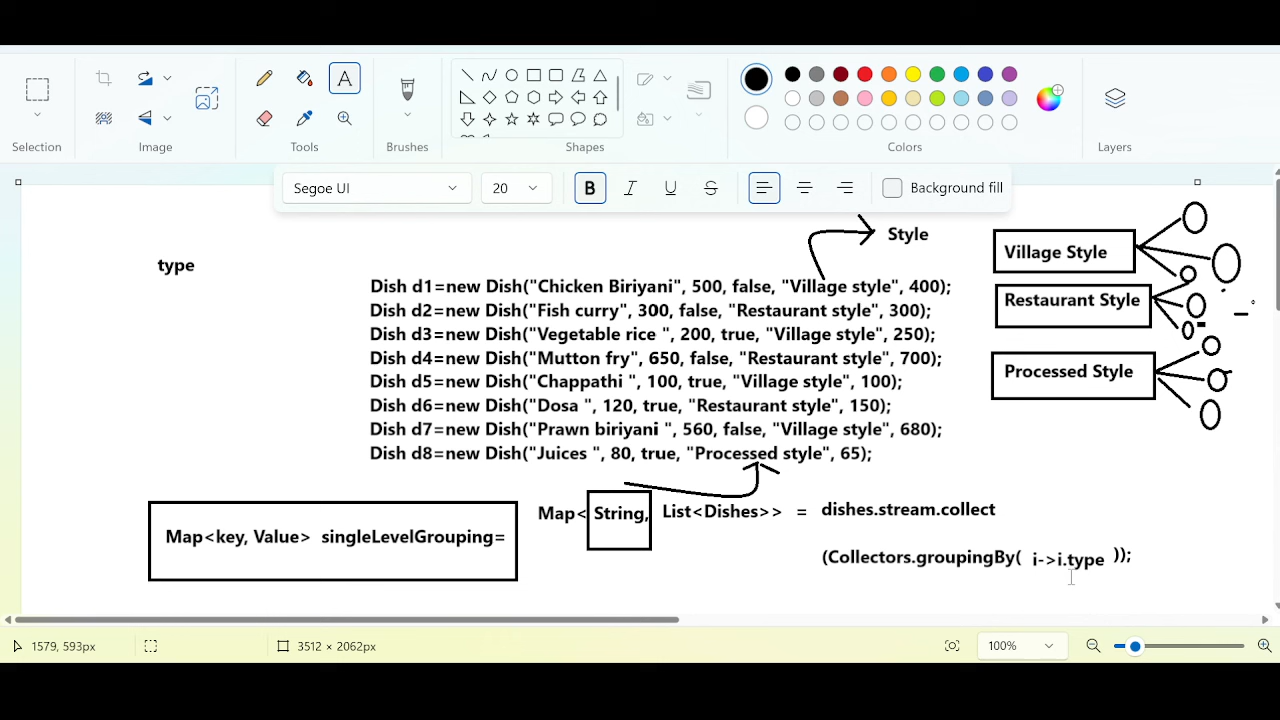 Selection
Image
Tools
Brushes
Shapes
Colors
Layers
Segoe UI
20
B
I
U
S
Background fill
Style
type
Village Style
Restaurant Style
Processed Style
Dish d1=new Dish("Chicken Biriyani", 500, false, "Village style", 400);
Dish d2=new Dish("Fish curry", 300, false, "Restaurant style", 300);
Dish d3=new Dish("Vegetable rice ", 200, true, "Village style", 250);
Dish d4=new Dish("Mutton fry", 650, false, "Restaurant style", 700);
Dish d5=new Dish("Chappathi ", 100, true, "Village style", 100);
Dish d6=new Dish("Dosa ", 120, true, "Restaurant style", 150);
Dish d7=new Dish("Prawn biriyani ", 560, false, "Village style", 680);
Dish d8=new Dish("Juices ", 80, true, "Processed style", 65);
Map<key, Value> singleLevelGrouping=
Map< String, List<Dishes>> = dishes.stream.collect
(Collectors.groupingBy( i->i.type ));
1579, 593px
3512 × 2062px
100%